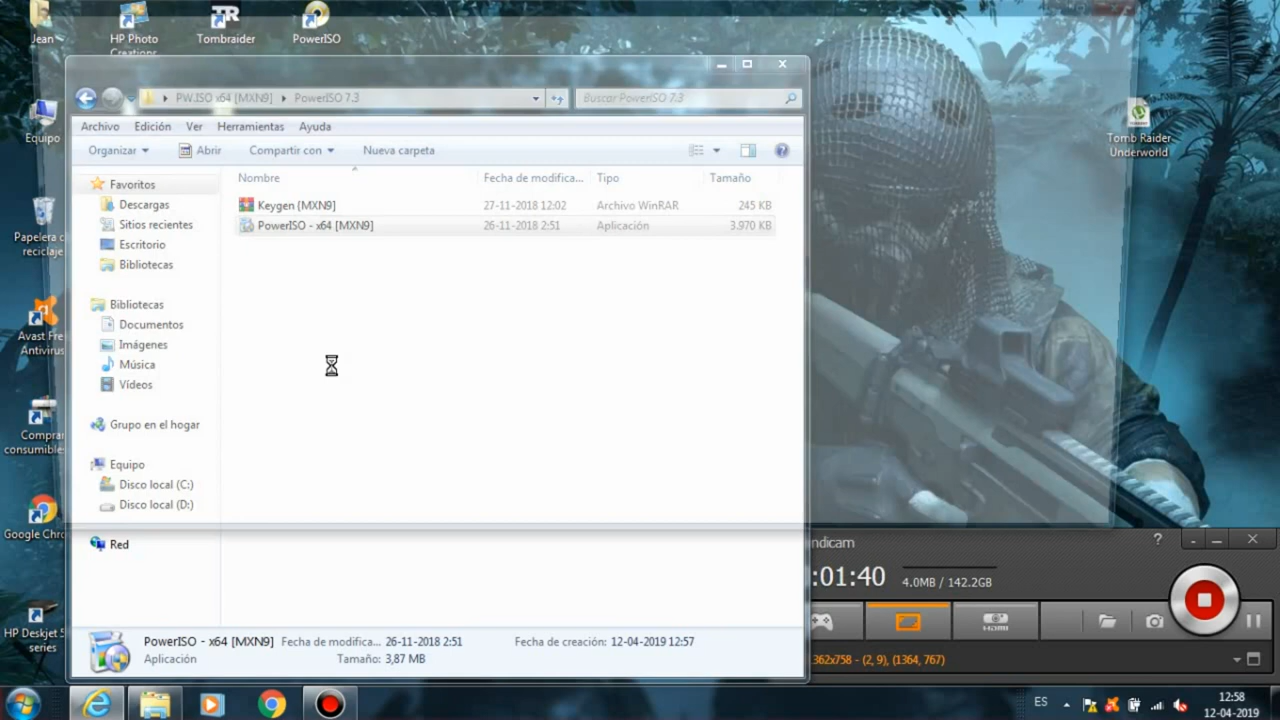 Jean
HP Photo
Creations
Tombraider
PowerISO
PW.ISO x64 [MXN9]
PowerISO 7.3
Buscar PowerISO 7.3
Archivo
Edición
Ver
Herramientas
Ayuda
Organizar
Abrir
Compartir con
Nueva carpeta
Nombre
Fecha de modifica...
Tipo
Tamaño
Keygen [MXN9]
27-11-2018 12:02
Archivo WinRAR
245 KB
PowerISO - x64 [MXN9]
26-11-2018 2:51
Aplicación
3.970 KB
Favoritos
Descargas
Sitios recientes
Escritorio
Bibliotecas
Bibliotecas
Documentos
Imágenes
Música
Vídeos
Grupo en el hogar
Equipo
Disco local (C:)
Disco local (D:)
Red
PowerISO - x64 [MXN9]
Fecha de modifica... 26-11-2018 2:51
Fecha de creación: 12-04-2019 12:57
Aplicación
Tamaño: 3,87 MB
Equipo
Papelera d
reciclaje
Avast Fre
Antivirus
Compra
consumible
Google Chro
HP Deskjet 5
series
Tomb Raider
Underworld
ndicam
?
:01:40
4.0MB / 142.2GB
HDMI
362x758 - (2, 9), (1364, 767)
ES
12:58
12-04-2019